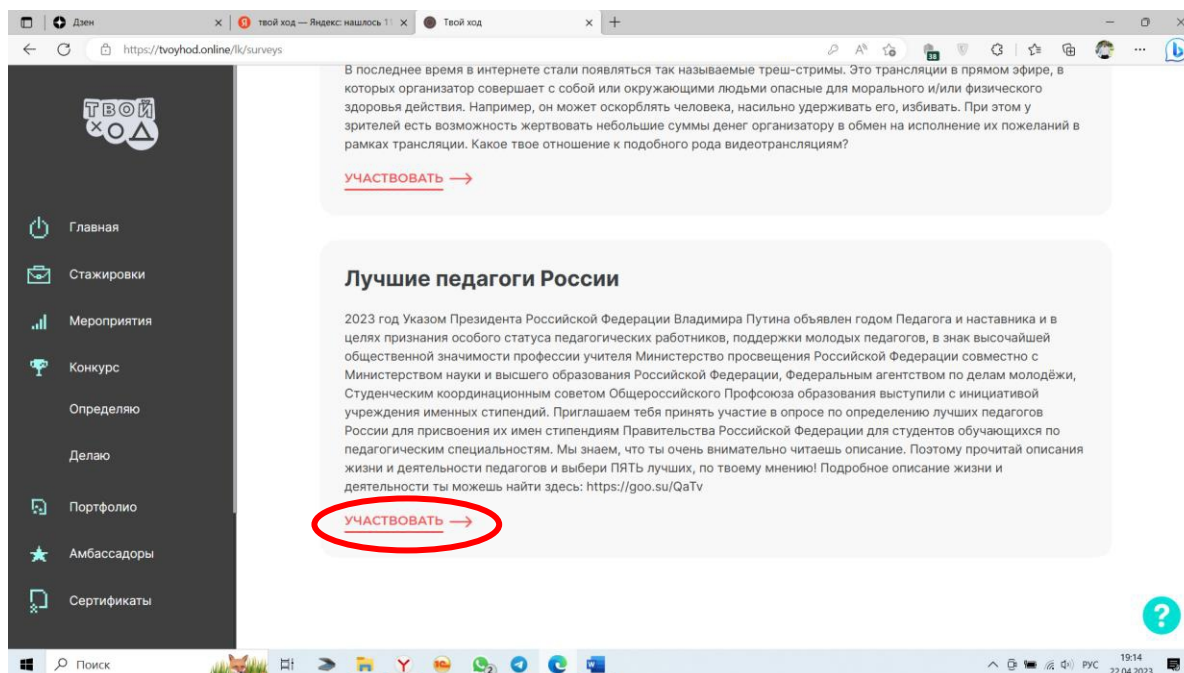 Дзен
твой ход — Яндекс: нашлось 1
Твой ход
https://tvoyhod.online/lk/surveys
38
ТВОЙ
ХОД
Главная
Стажировки
Мероприятия
Конкурс
Определяю
Делаю
Портфолио
Амбассадоры
Сертификаты
В последнее время в интернете стали появляться так называемые треш-стримы. Это трансляции в прямом эфире, в
которых организатор совершает с собой или окружающими людьми опасные для морального и/или физического
здоровья действия. Например, он может оскорблять человека, насильно удерживать его, избивать. При этом у
зрителей есть возможность жертвовать небольшие суммы денег организатору в обмен на исполнение их пожеланий в
рамках трансляции. Какое твое отношение к подобного рода видеотрансляциям?
УЧАСТВОВАТЬ
Лучшие педагоги России
2023 год Указом Президента Российской Федерации Владимира Путина объявлен годом Педагога и наставника и в
целях признания особого статуса педагогических работников, поддержки молодых педагогов, в знак высочайшей
общественной значимости профессии учителя Министерство просвещения Российской Федерации совместно с
Министерством науки и высшего образования Российской Федерации, Федеральным агентством по делам молодёжи,
Студенческим координационным советом Общероссийского Профсоюза образования выступили с инициативой
учреждения именных стипендий. Приглашаем тебя принять участие в опросе по определению лучших педагогов
России для присвоения их имен стипендиям Правительства Российской Федерации для студентов обучающихся по
педагогическим специальностям. Мы знаем, что ты очень внимательно читаешь описание. Поэтому прочитай описания
жизни и деятельности педагогов и выбери ПЯТЬ лучших, по твоему мнению! Подробное описание жизни и
деятельности ты можешь найти здесь: https://goo.su/QaTv
УЧАСТВОВАТЬ
?
Поиск
2
РУС
19:14
22.04.2023